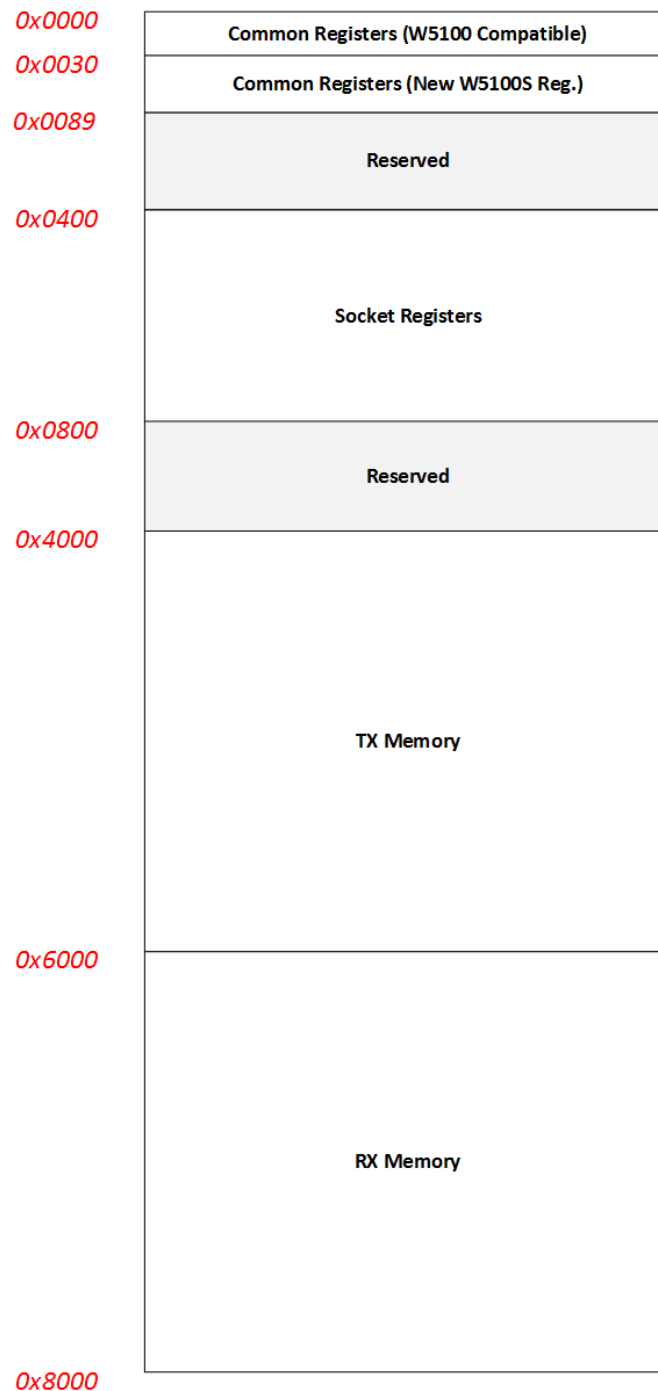 0x0000
Common Registers (W5100 Compatible)
0x0030
Common Registers (New W5100S Reg.)
0x0089
Reserved
0x0400
Socket Registers
0x0800
Reserved
0x4000
TX Memory
0x6000
RX Memory
0x8000